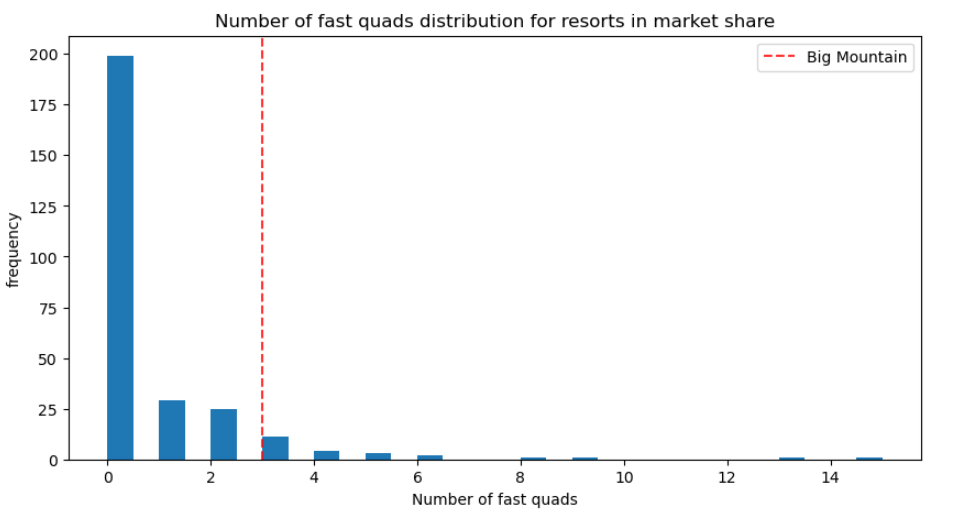 Number of fast quads distribution for resorts in market share
Big Mountain
200
175
150
125
100
75
50
25
0
frequency
0 2 4 6 8 10 12 14
Number of fast quads